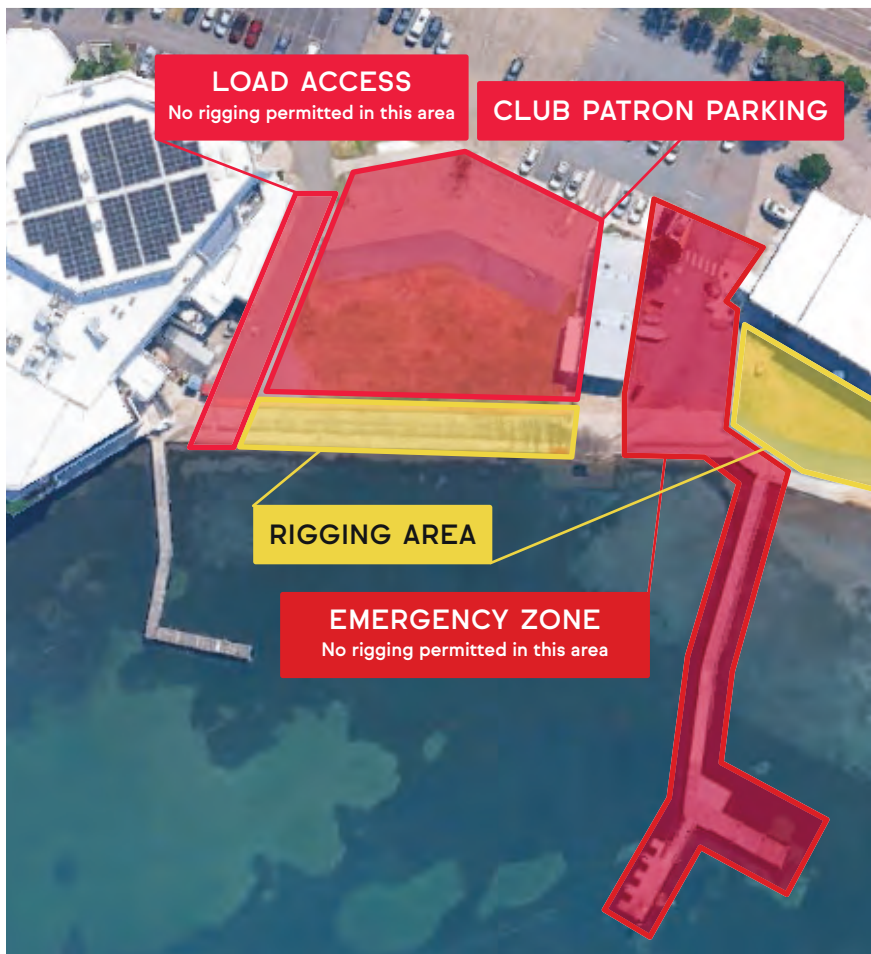 LOAD ACCESS
No rigging permitted in this area
CLUB PATRON PARKING
RIGGING AREA
EMERGENCY ZONE
No rigging permitted in this area